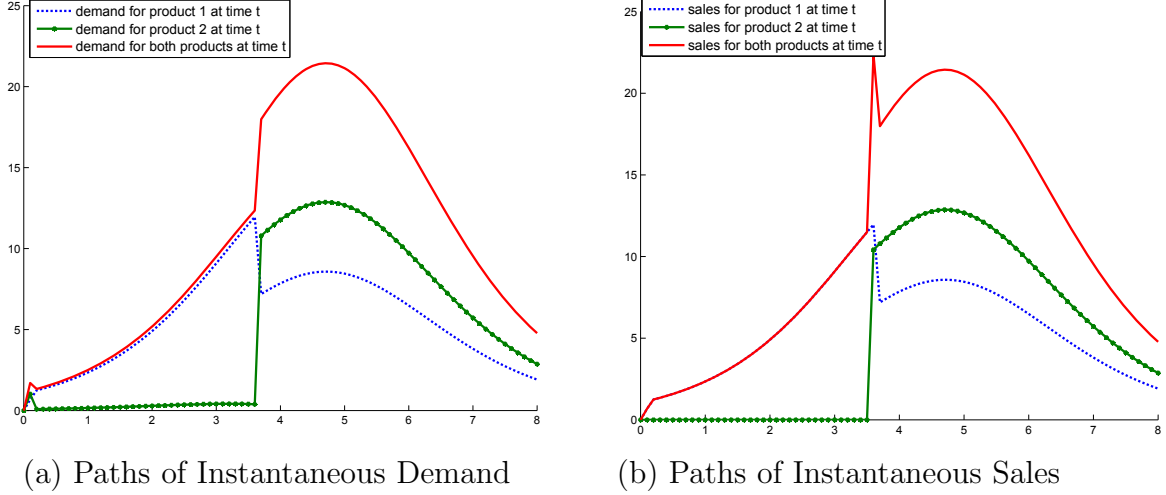 demand for product 1 at time t
demand for product 2 at time t
demand for both products at time t
25
20
15
10
5
0
0 1 2 3 4 5 6 7 8
(a) Paths of Instantaneous Demand
sales for product 1 at time t
sales for product 2 at time t
sales for both products at time t
25
20
15
10
5
0
0 1 2 3 4 5 6 7 8
(b) Paths of Instantaneous Sales